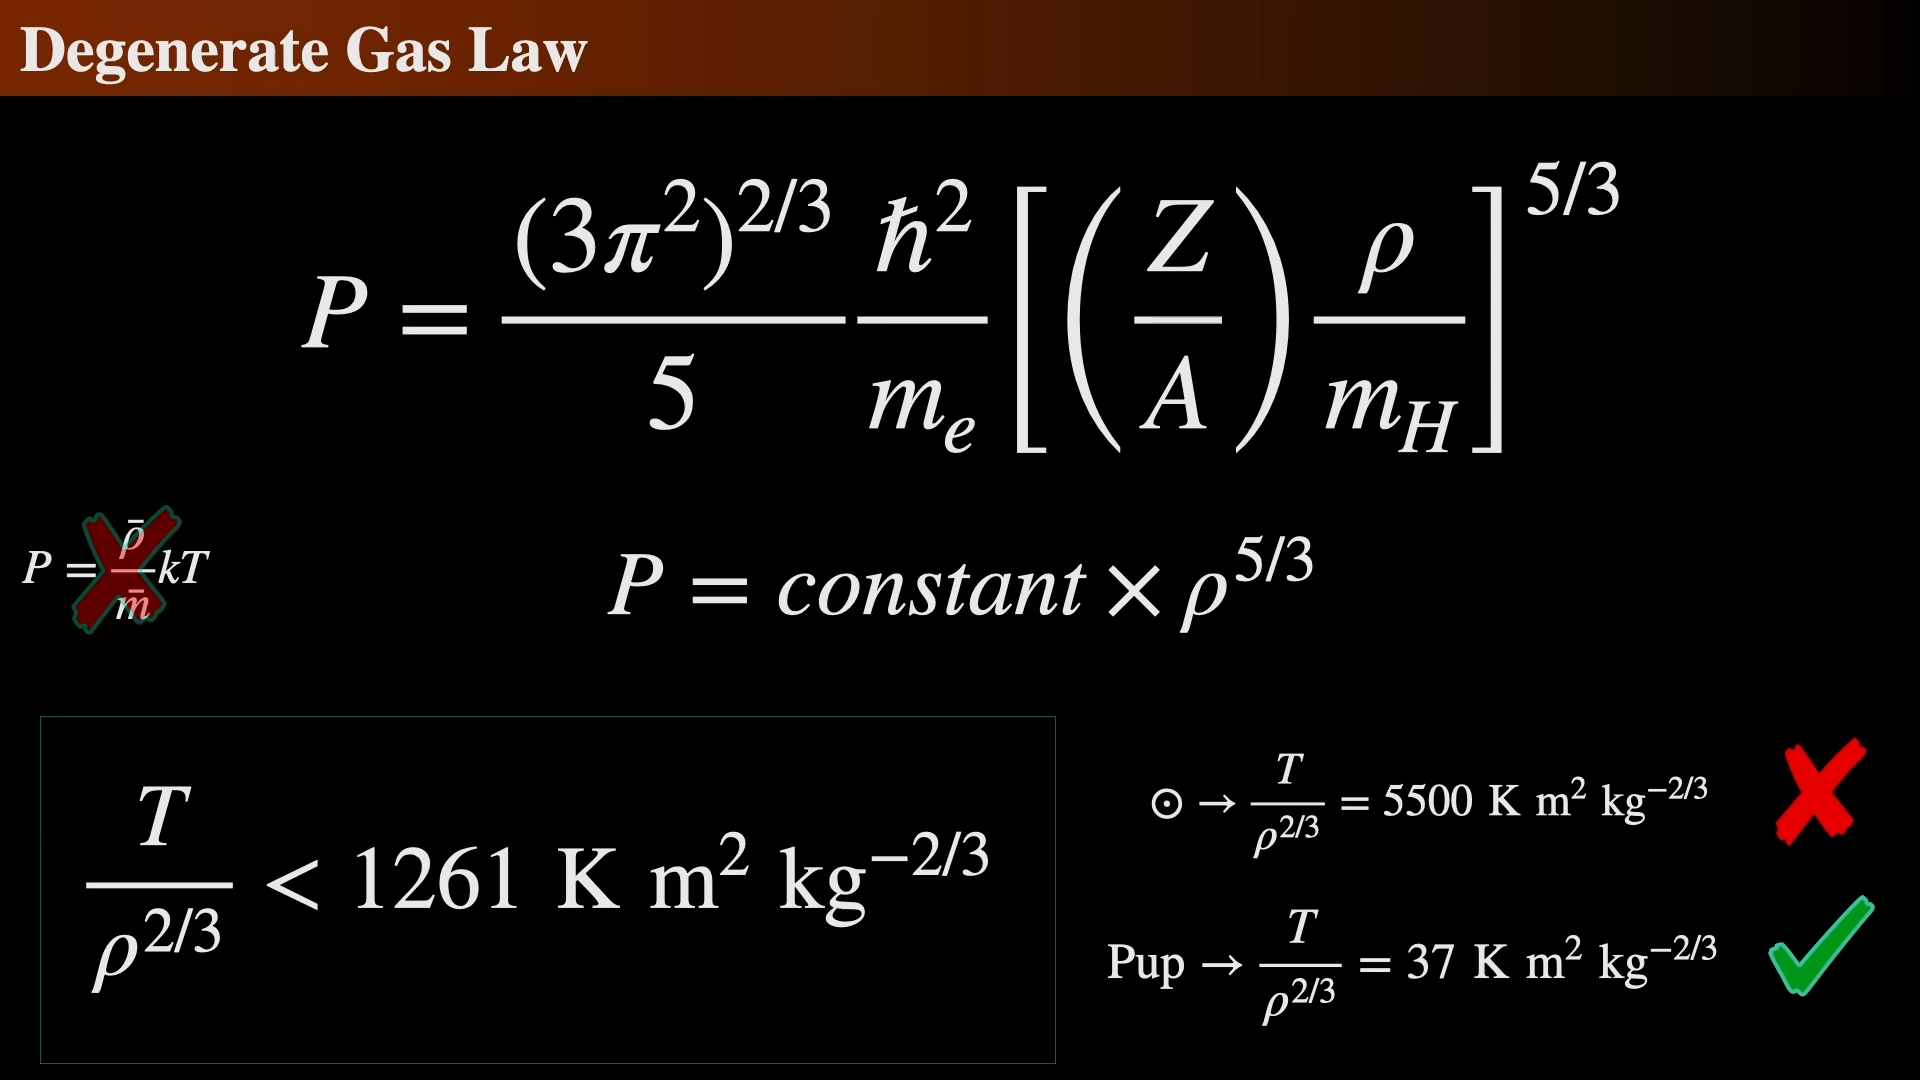 Degenerate Gas Law
P = (3π²)^{2/3} / 5 ħ² / mₑ [ ( Z / A ) ρ / m_H ]^{5/3}
P = ρ̄ / m̄ kT
P = constant × ρ^{5/3}
T / ρ^{2/3} < 1261 K m² kg^{−2/3}
⊙ → T / ρ^{2/3} = 5500 K m² kg^{−2/3}
Pup → T / ρ^{2/3} = 37 K m² kg^{−2/3}